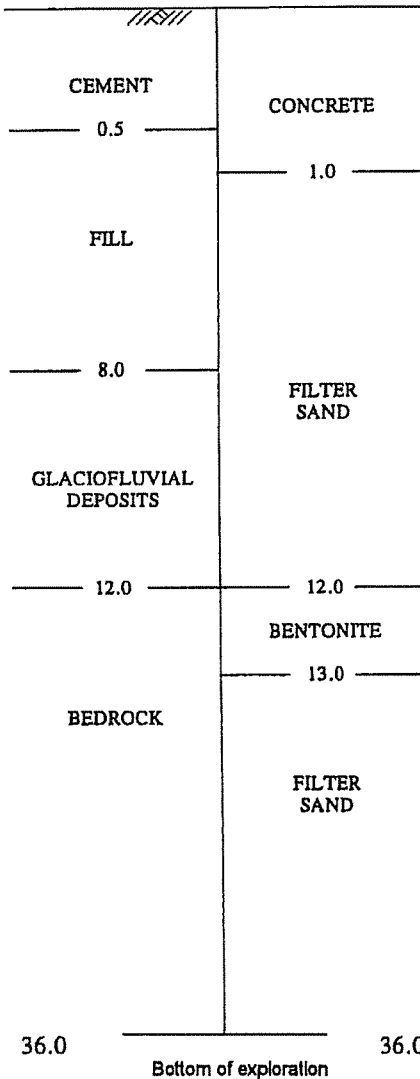 CEMENT
0.5
FILL
8.0
GLACIOFLUVIAL
DEPOSITS
12.0
BEDROCK
36.0
CONCRETE
1.0
FILTER
SAND
12.0
BENTONITE
13.0
FILTER
SAND
36.0
Bottom of exploration